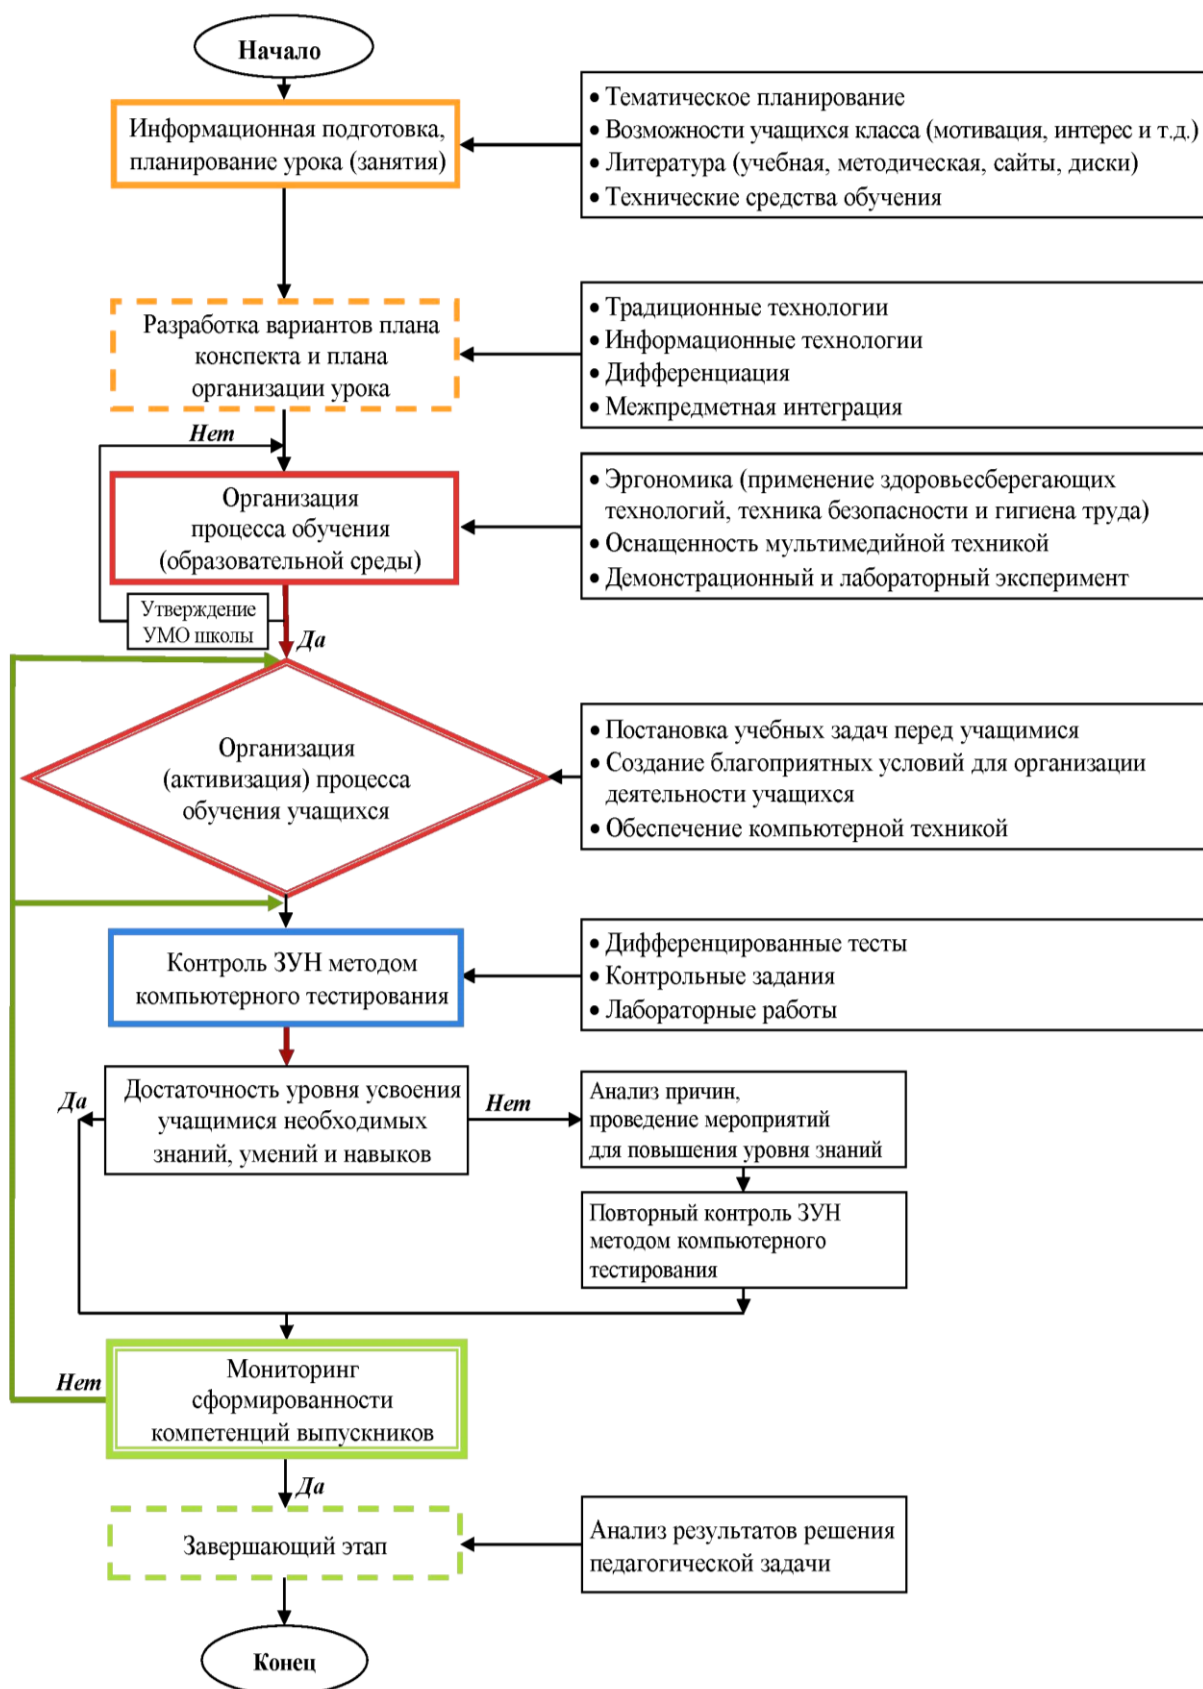 Начало
Информационная подготовка,
планирование урока (занятия)
• Тематическое планирование
• Возможности учащихся класса (мотивация, интерес и т.д.)
• Литература (учебная, методическая, сайты, диски)
• Технические средства обучения
Разработка вариантов плана
конспекта и плана
организации урока
• Традиционные технологии
• Информационные технологии
• Дифференциация
• Межпредметная интеграция
Нет
Организация
процесса обучения
(образовательной среды)
• Эргономика (применение здоровьесберегающих
технологий, техника безопасности и гигиена труда)
• Оснащенность мультимедийной техникой
• Демонстрационный и лабораторный эксперимент
Утверждение
УМО школы
Да
Организация
(активизация) процесса
обучения учащихся
• Постановка учебных задач перед учащимися
• Создание благоприятных условий для организации
деятельности учащихся
• Обеспечение компьютерной техникой
Контроль ЗУН методом
компьютерного тестирования
• Дифференцированные тесты
• Контрольные задания
• Лабораторные работы
Да
Достаточность уровня усвоения
учащимися необходимых
знаний, умений и навыков
Нет
Анализ причин,
проведение мероприятий
для повышения уровня знаний
Повторный контроль ЗУН
методом компьютерного
тестирования
Нет
Мониторинг
сформированности
компетенций выпускников
Да
Завершающий этап
Анализ результатов решения
педагогической задачи
Конец